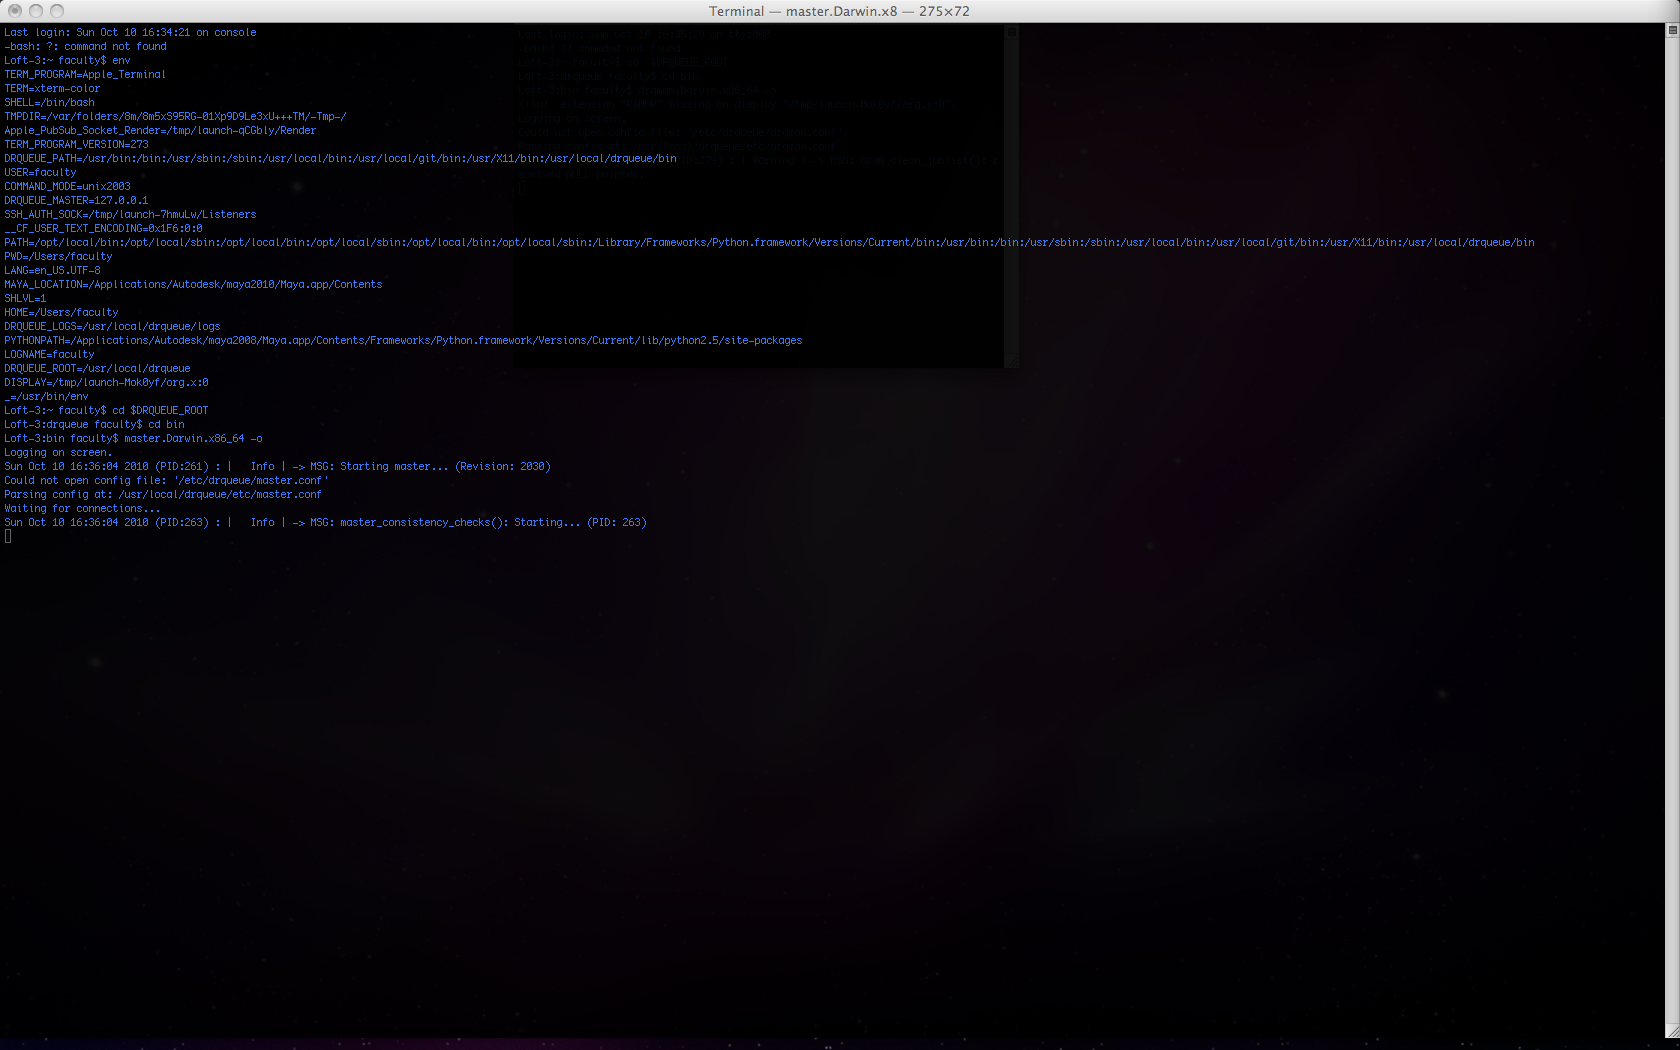 Terminal — master.Darwin.x8 — 275×72
Last login: Sun Oct 10 16:34:21 on console
-bash: ?: command not found
Loft-3:~ faculty$ env
TERM_PROGRAM=Apple_Terminal
TERM=xterm-color
SHELL=/bin/bash
TMPDIR=/var/folders/8m/8m5xS95RG-01Xp9D9Le3xU+++TM/-Tmp-/
Apple_PubSub_Socket_Render=/tmp/launch-qCGbly/Render
TERM_PROGRAM_VERSION=273
DRQUEUE_PATH=/usr/bin:/bin:/usr/sbin:/sbin:/usr/local/bin:/usr/local/git/bin:/usr/X11/bin:/usr/local/drqueue/bin
USER=faculty
COMMAND_MODE=unix2003
DRQUEUE_MASTER=127.0.0.1
SSH_AUTH_SOCK=/tmp/launch-7hmuLw/Listeners
__CF_USER_TEXT_ENCODING=0x1F6:0:0
PATH=/opt/local/bin:/opt/local/sbin:/opt/local/bin:/opt/local/sbin:/opt/local/bin:/opt/local/sbin:/Library/Frameworks/Python.framework/Versions/Current/bin:/usr/bin:/bin:/usr/sbin:/sbin:/usr/local/bin:/usr/local/git/bin:/usr/X11/bin:/usr/local/drqueue/bin
PWD=/Users/faculty
LANG=en_US.UTF-8
MAYA_LOCATION=/Applications/Autodesk/maya2010/Maya.app/Contents
SHLVL=1
HOME=/Users/faculty
DRQUEUE_LOGS=/usr/local/drqueue/logs
PYTHONPATH=/Applications/Autodesk/maya2008/Maya.app/Contents/Frameworks/Python.framework/Versions/Current/lib/python2.5/site-packages
LOGNAME=faculty
DRQUEUE_ROOT=/usr/local/drqueue
DISPLAY=/tmp/launch-Mok0yf/org.x:0
_=/usr/bin/env
Loft-3:~ faculty$ cd $DRQUEUE_ROOT
Loft-3:drqueue faculty$ cd bin
Loft-3:bin faculty$ master.Darwin.x86_64 -o
Logging on screen.
Sun Oct 10 16:36:04 2010 (PID:261) : |   Info | -> MSG: Starting master... (Revision: 2030)
Could not open config file: '/etc/drqueue/master.conf'
Parsing config at: /usr/local/drqueue/etc/master.conf
Waiting for connections...
Sun Oct 10 16:36:04 2010 (PID:263) : |   Info | -> MSG: master_consistency_checks(): Starting... (PID: 263)